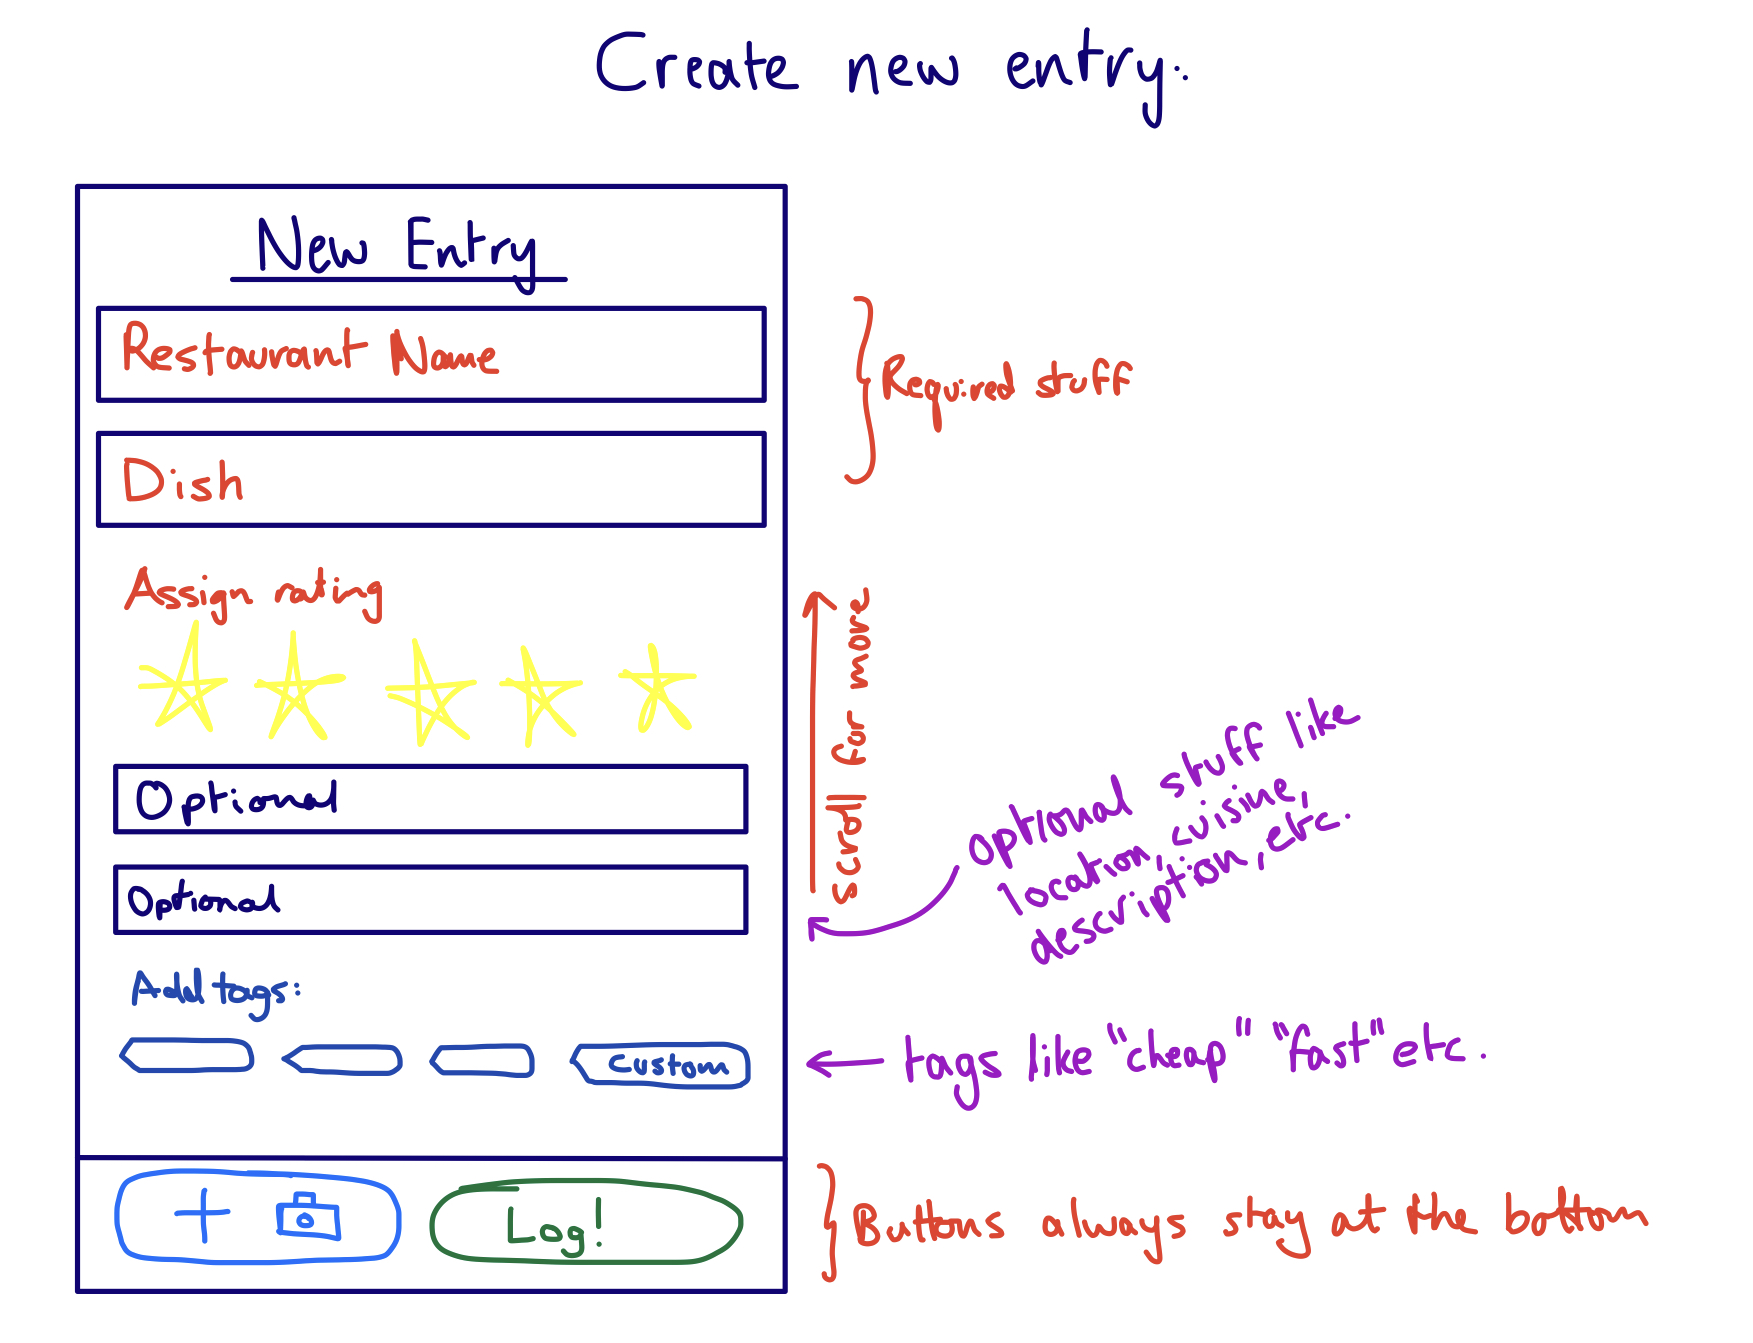 Create new entry:
New Entry
Restaurant Name
Dish
Required stuff
Assign rating
scroll for more
Optional
Optional
optional stuff like
location, cuisine,
description, etc.
Add tags:
custom
tags like "cheap" "fast" etc.
+
Log!
Buttons always stay at the bottom